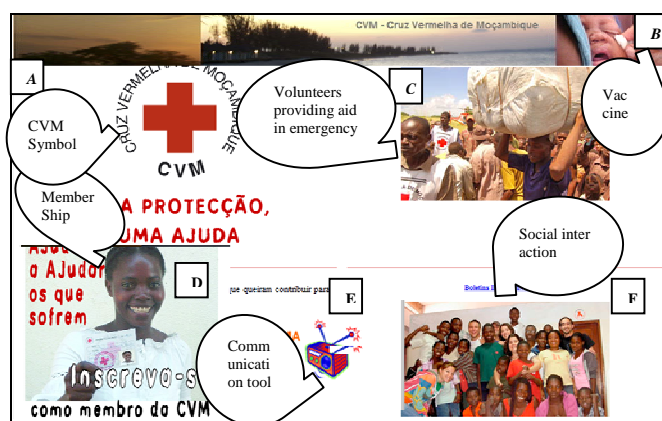 CVM - Cruz Vermelha de Moçambique
B
A
CRUZ VERMELHA DE MOÇAMBIQUE
CVM
CVM
Symbol
Volunteers
providing aid
in emergency
C
Vac
cine
Member
Ship
A PROTECÇÃO,
UMA AJUDA
a Ajudar
os que
sofrem
D
Social inter
action
que queiram contribuir para
E
F
Comm
unicati
on tool
Inscreva-s
como membro da CVM